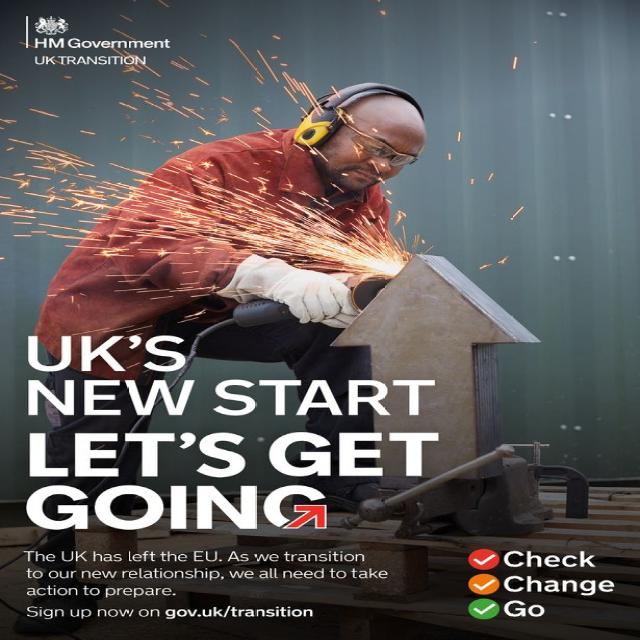 HM Government
UK TRANSITION
UK'S
NEW START
LET'S GET
GOING
The UK has left the EU. As we transition
to our new relationship, we all need to take
action to prepare.
Sign up now on gov.uk/transition
Check
Change
Go